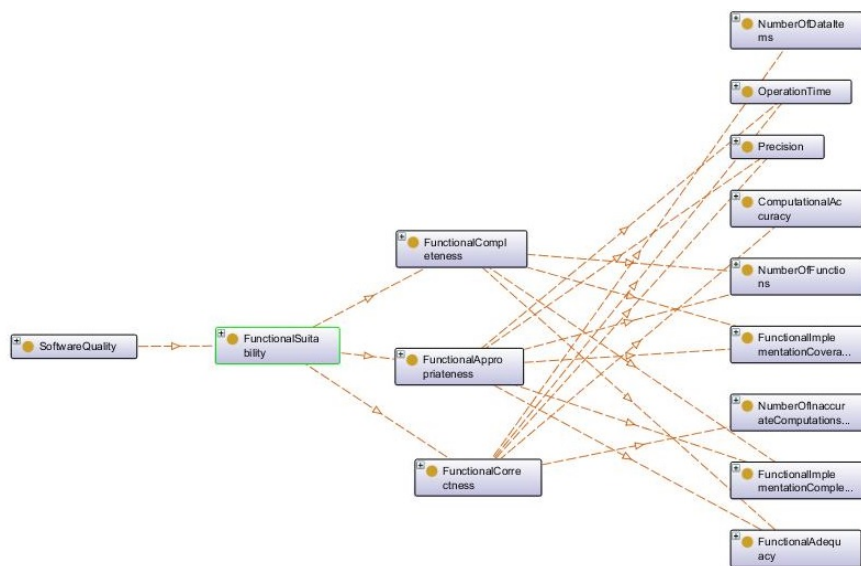 NumberOfDataIte
ms
OperationTime
Precision
ComputationalAc
curacy
FunctionalCompl
eteness
NumberOfFunctio
ns
SoftwareQuality
FunctionalSuita
bility
FunctionalAppro
priateness
FunctionalImple
mentationCovera...
NumberOfInaccur
ateComputations...
FunctionalCorre
ctness
FunctionalImple
mentationComple...
FunctionalAdequ
acy